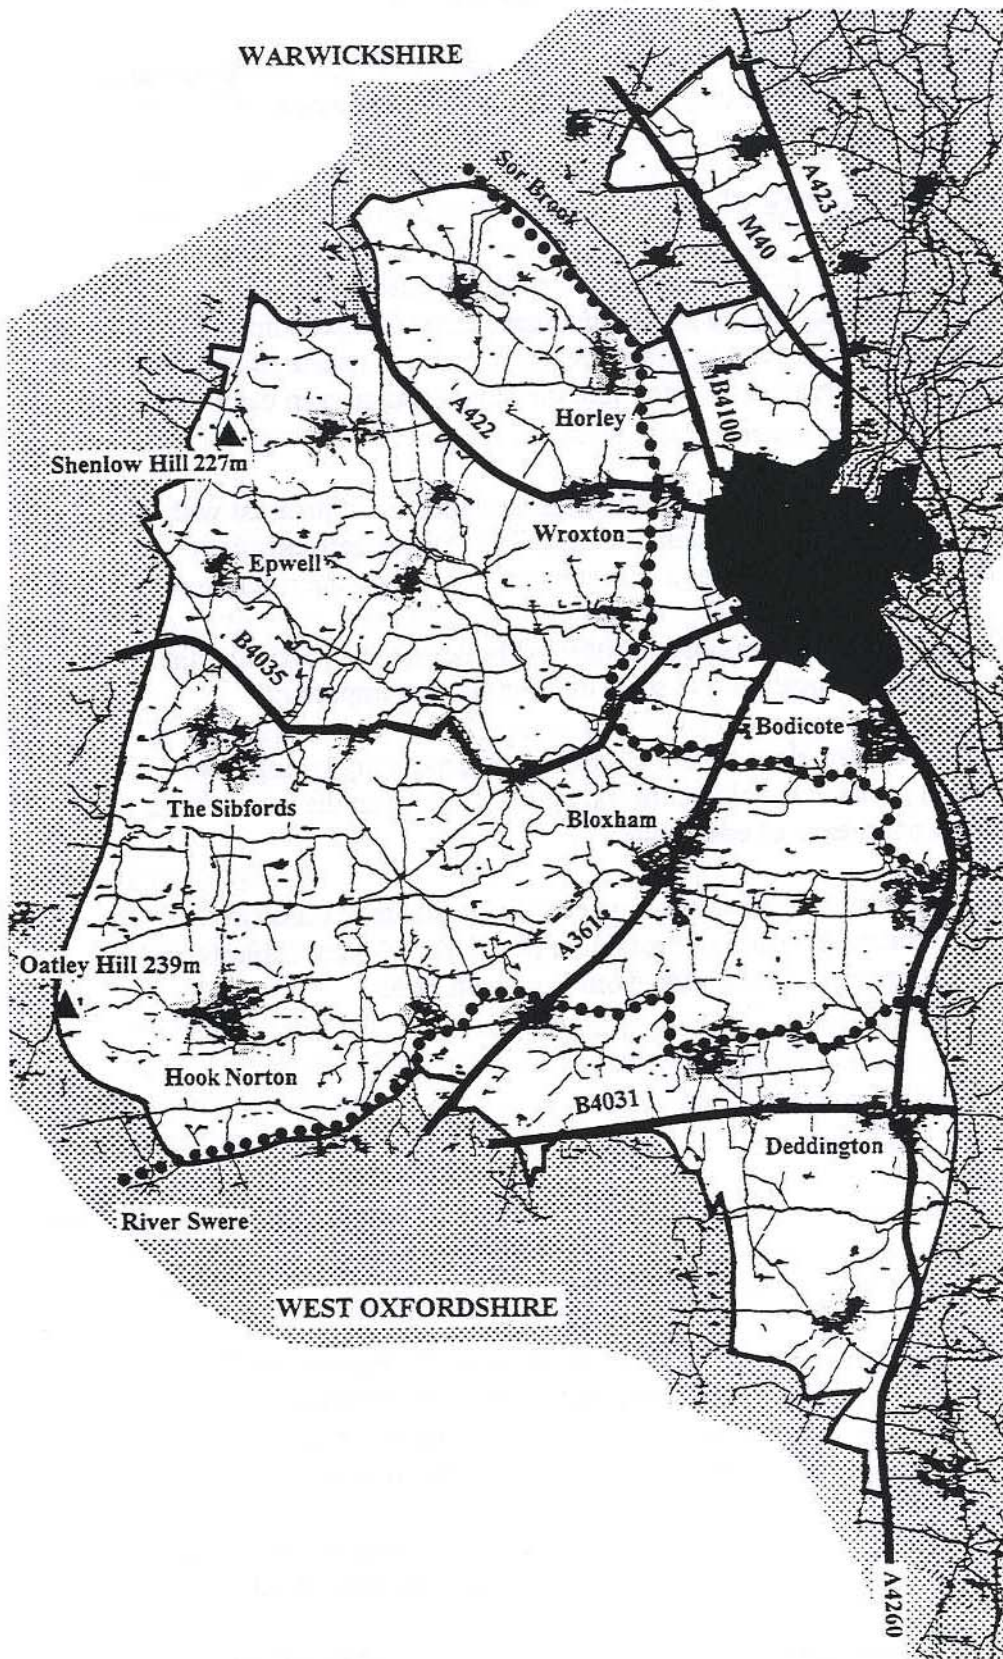 WARWICKSHIRE
Sor Brook
A423
M40
A422
Horley
B4100
Shenlow Hill 227m
Wroxton
Epwell
B4035
Bodicote
The Sibfords
Bloxham
A361
Oatley Hill 239m
Hook Norton
B4031
Deddington
River Swere
WEST OXFORDSHIRE
A4260